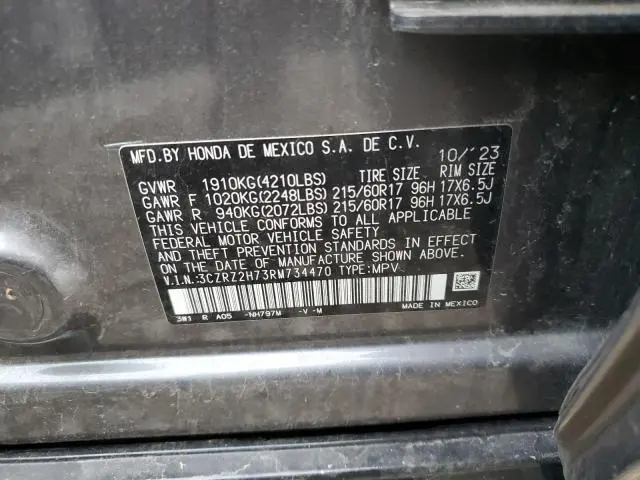 MFD.BY HONDA DE MEXICO S.A. DE C.V. 10/'23
GVWR 1910KG(4210LBS) TIRE SIZE RIM SIZE
GAWR F 1020KG(2248LBS) 215/60R17 96H 17X6.5J
GAWR R 940KG(2072LBS) 215/60R17 96H 17X6.5J
THIS VEHICLE CONFORMS TO ALL APPLICABLE
FEDERAL MOTOR VEHICLE SAFETY
AND THEFT PREVENTION STANDARDS IN EFFECT
ON THE DATE OF MANUFACTURE SHOWN ABOVE.
V.I.N.:3CZRZ2H73RM734470 TYPE:MPV
3W1 R A05 -NH797M -V -M MADE IN MEXICO